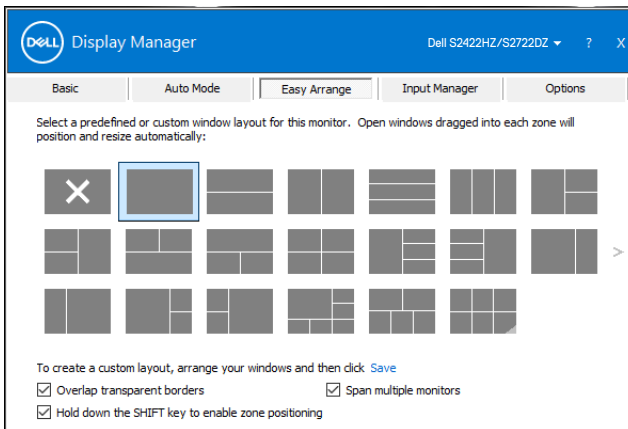 DELL Display Manager Dell S2422HZ/S2722DZ ? X
Basic Auto Mode Easy Arrange Input Manager Options
Select a predefined or custom window layout for this monitor. Open windows dragged into each zone will
position and resize automatically:
>
To create a custom layout, arrange your windows and then click Save
Overlap transparent borders Span multiple monitors
Hold down the SHIFT key to enable zone positioning